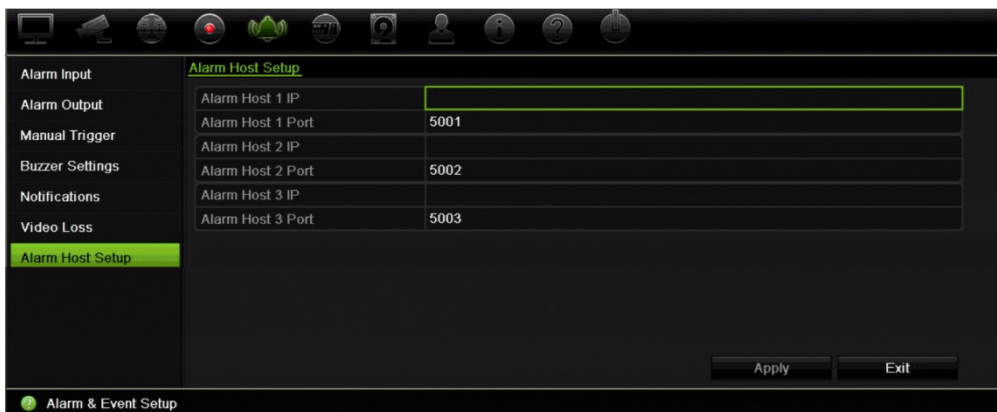 Alarm Input
Alarm Output
Manual Trigger
Buzzer Settings
Notifications
Video Loss
Alarm Host Setup
Alarm Host Setup
Alarm Host 1 IP
Alarm Host 1 Port 5001
Alarm Host 2 IP
Alarm Host 2 Port 5002
Alarm Host 3 IP
Alarm Host 3 Port 5003
Apply Exit
Alarm & Event Setup